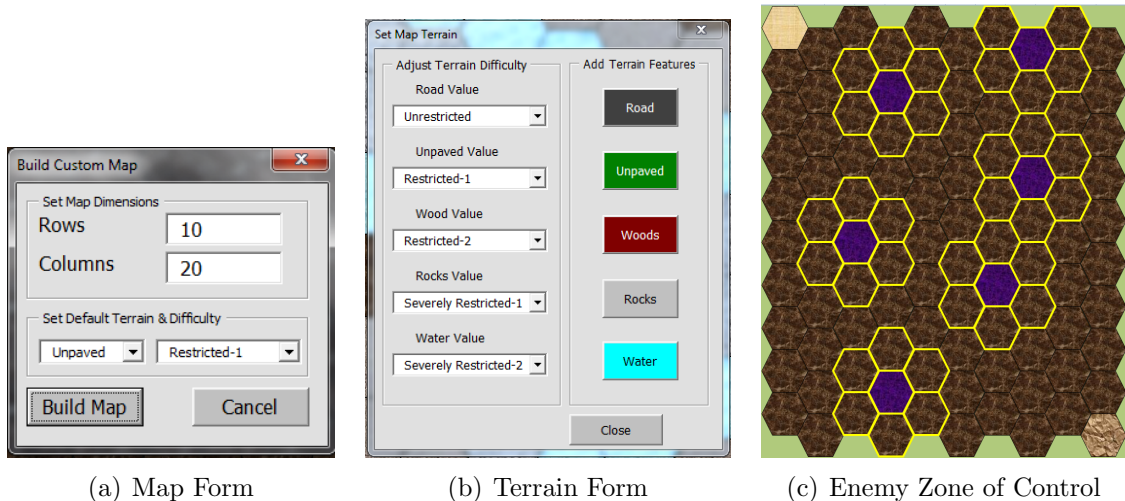 Build Custom Map
Set Map Dimensions
Rows 10
Columns 20
Set Default Terrain & Difficulty
Unpaved Restricted-1
Build Map Cancel
(a) Map Form
Set Map Terrain
Adjust Terrain Difficulty
Road Value
Unrestricted
Unpaved Value
Restricted-1
Wood Value
Restricted-2
Rocks Value
Severely Restricted-1
Water Value
Severely Restricted-2
Add Terrain Features
Road
Unpaved
Woods
Rocks
Water
Close
(b) Terrain Form
(c) Enemy Zone of Control